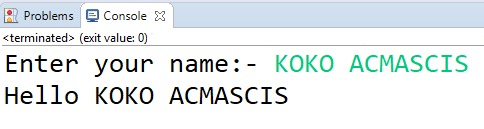 Problems Console
<terminated> (exit value: 0)
Enter your name:- KOKO ACMASCIS
Hello KOKO ACMASCIS